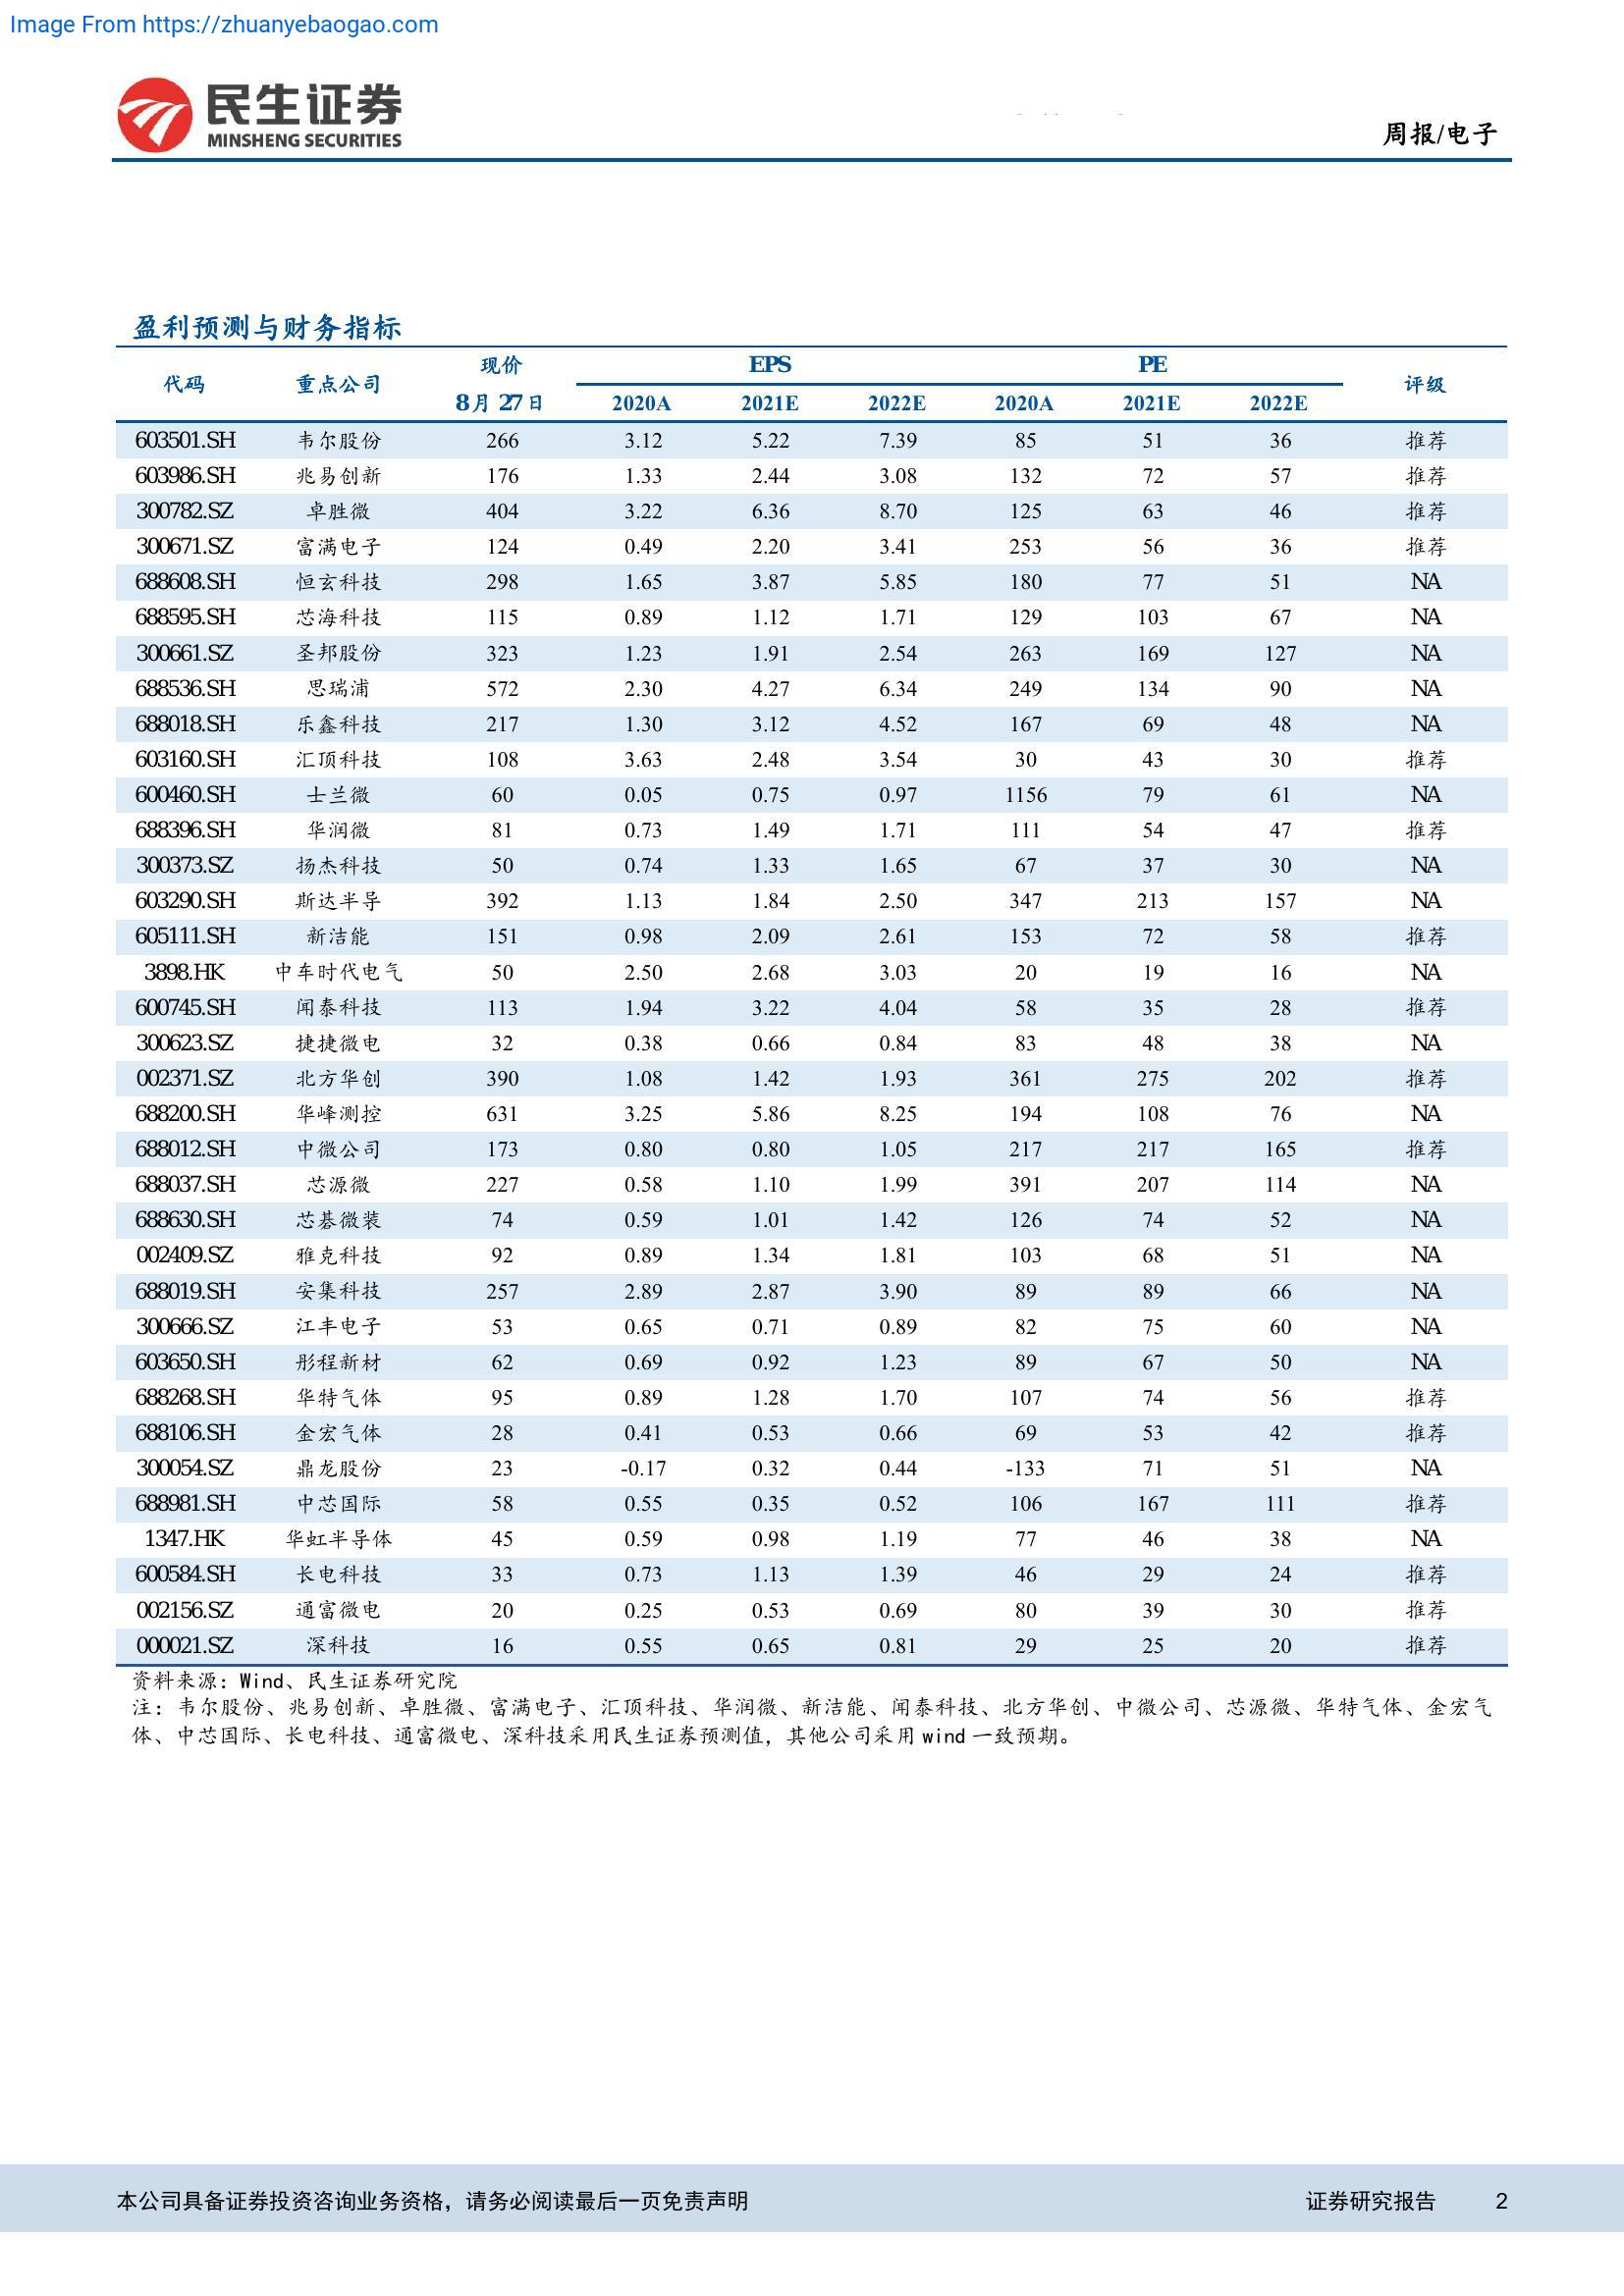 Image From https://zhuanyebaogao.com
民生证券
MINSHENG SECURITIES
周报/电子
盈利预测与财务指标
代码 重点公司 现价 EPS PE 评级
8月27日 2020A 2021E 2022E 2020A 2021E 2022E
603501.SH 韦尔股份 266 3.12 5.22 7.39 85 51 36 推荐
603986.SH 兆易创新 176 1.33 2.44 3.08 132 72 57 推荐
300782.SZ 卓胜微 404 3.22 6.36 8.70 125 63 46 推荐
300671.SZ 富满电子 124 0.49 2.20 3.41 253 56 36 推荐
688608.SH 恒玄科技 298 1.65 3.87 5.85 180 77 51 NA
688595.SH 芯海科技 115 0.89 1.12 1.71 129 103 67 NA
300661.SZ 圣邦股份 323 1.23 1.91 2.54 263 169 127 NA
688536.SH 思瑞浦 572 2.30 4.27 6.34 249 134 90 NA
688018.SH 乐鑫科技 217 1.30 3.12 4.52 167 69 48 NA
603160.SH 汇顶科技 108 3.63 2.48 3.54 30 43 30 推荐
600460.SH 士兰微 60 0.05 0.75 0.97 1156 79 61 NA
688396.SH 华润微 81 0.73 1.49 1.71 111 54 47 推荐
300373.SZ 扬杰科技 50 0.74 1.33 1.65 67 37 30 NA
603290.SH 斯达半导 392 1.13 1.84 2.50 347 213 157 NA
605111.SH 新洁能 151 0.98 2.09 2.61 153 72 58 推荐
3898.HK 中车时代电气 50 2.50 2.68 3.03 20 19 16 NA
600745.SH 闻泰科技 113 1.94 3.22 4.04 58 35 28 推荐
300623.SZ 捷捷微电 32 0.38 0.66 0.84 83 48 38 NA
002371.SZ 北方华创 390 1.08 1.42 1.93 361 275 202 推荐
688200.SH 华峰测控 631 3.25 5.86 8.25 194 108 76 NA
688012.SH 中微公司 173 0.80 0.80 1.05 217 217 165 推荐
688037.SH 芯源微 227 0.58 1.10 1.99 391 207 114 NA
688630.SH 芯碁微装 74 0.59 1.01 1.42 126 74 52 NA
002409.SZ 雅克科技 92 0.89 1.34 1.81 103 68 51 NA
688019.SH 安集科技 257 2.89 2.87 3.90 89 89 66 NA
300666.SZ 江丰电子 53 0.65 0.71 0.89 82 75 60 NA
603650.SH 彤程新材 62 0.69 0.92 1.23 89 67 50 NA
688268.SH 华特气体 95 0.89 1.28 1.70 107 74 56 推荐
688106.SH 金宏气体 28 0.41 0.53 0.66 69 53 42 推荐
300054.SZ 鼎龙股份 23 -0.17 0.32 0.44 -133 71 51 NA
688981.SH 中芯国际 58 0.55 0.35 0.52 106 167 111 推荐
1347.HK 华虹半导体 45 0.59 0.98 1.19 77 46 38 NA
600584.SH 长电科技 33 0.73 1.13 1.39 46 29 24 推荐
002156.SZ 通富微电 20 0.25 0.53 0.69 80 39 30 推荐
000021.SZ 深科技 16 0.55 0.65 0.81 29 25 20 推荐
资料来源：Wind、民生证券研究院
注：韦尔股份、兆易创新、卓胜微、富满电子、汇顶科技、华润微、新洁能、闻泰科技、北方华创、中微公司、芯源微、华特气体、金宏气
体、中芯国际、长电科技、通富微电、深科技采用民生证券预测值，其他公司采用 wind 一致预期。
本公司具备证券投资咨询业务资格，请务必阅读最后一页免责声明 证券研究报告 2